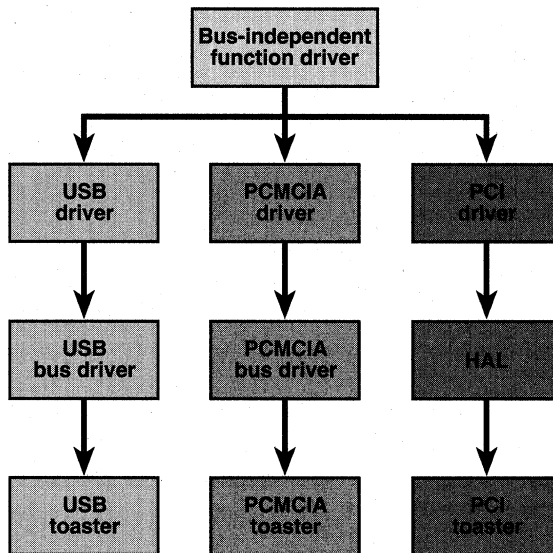 Bus-independent
function driver
USB
driver
PCMCIA
driver
PCI
driver
USB
bus driver
PCMCIA
bus driver
HAL
USB
toaster
PCMCIA
toaster
PCI
toaster